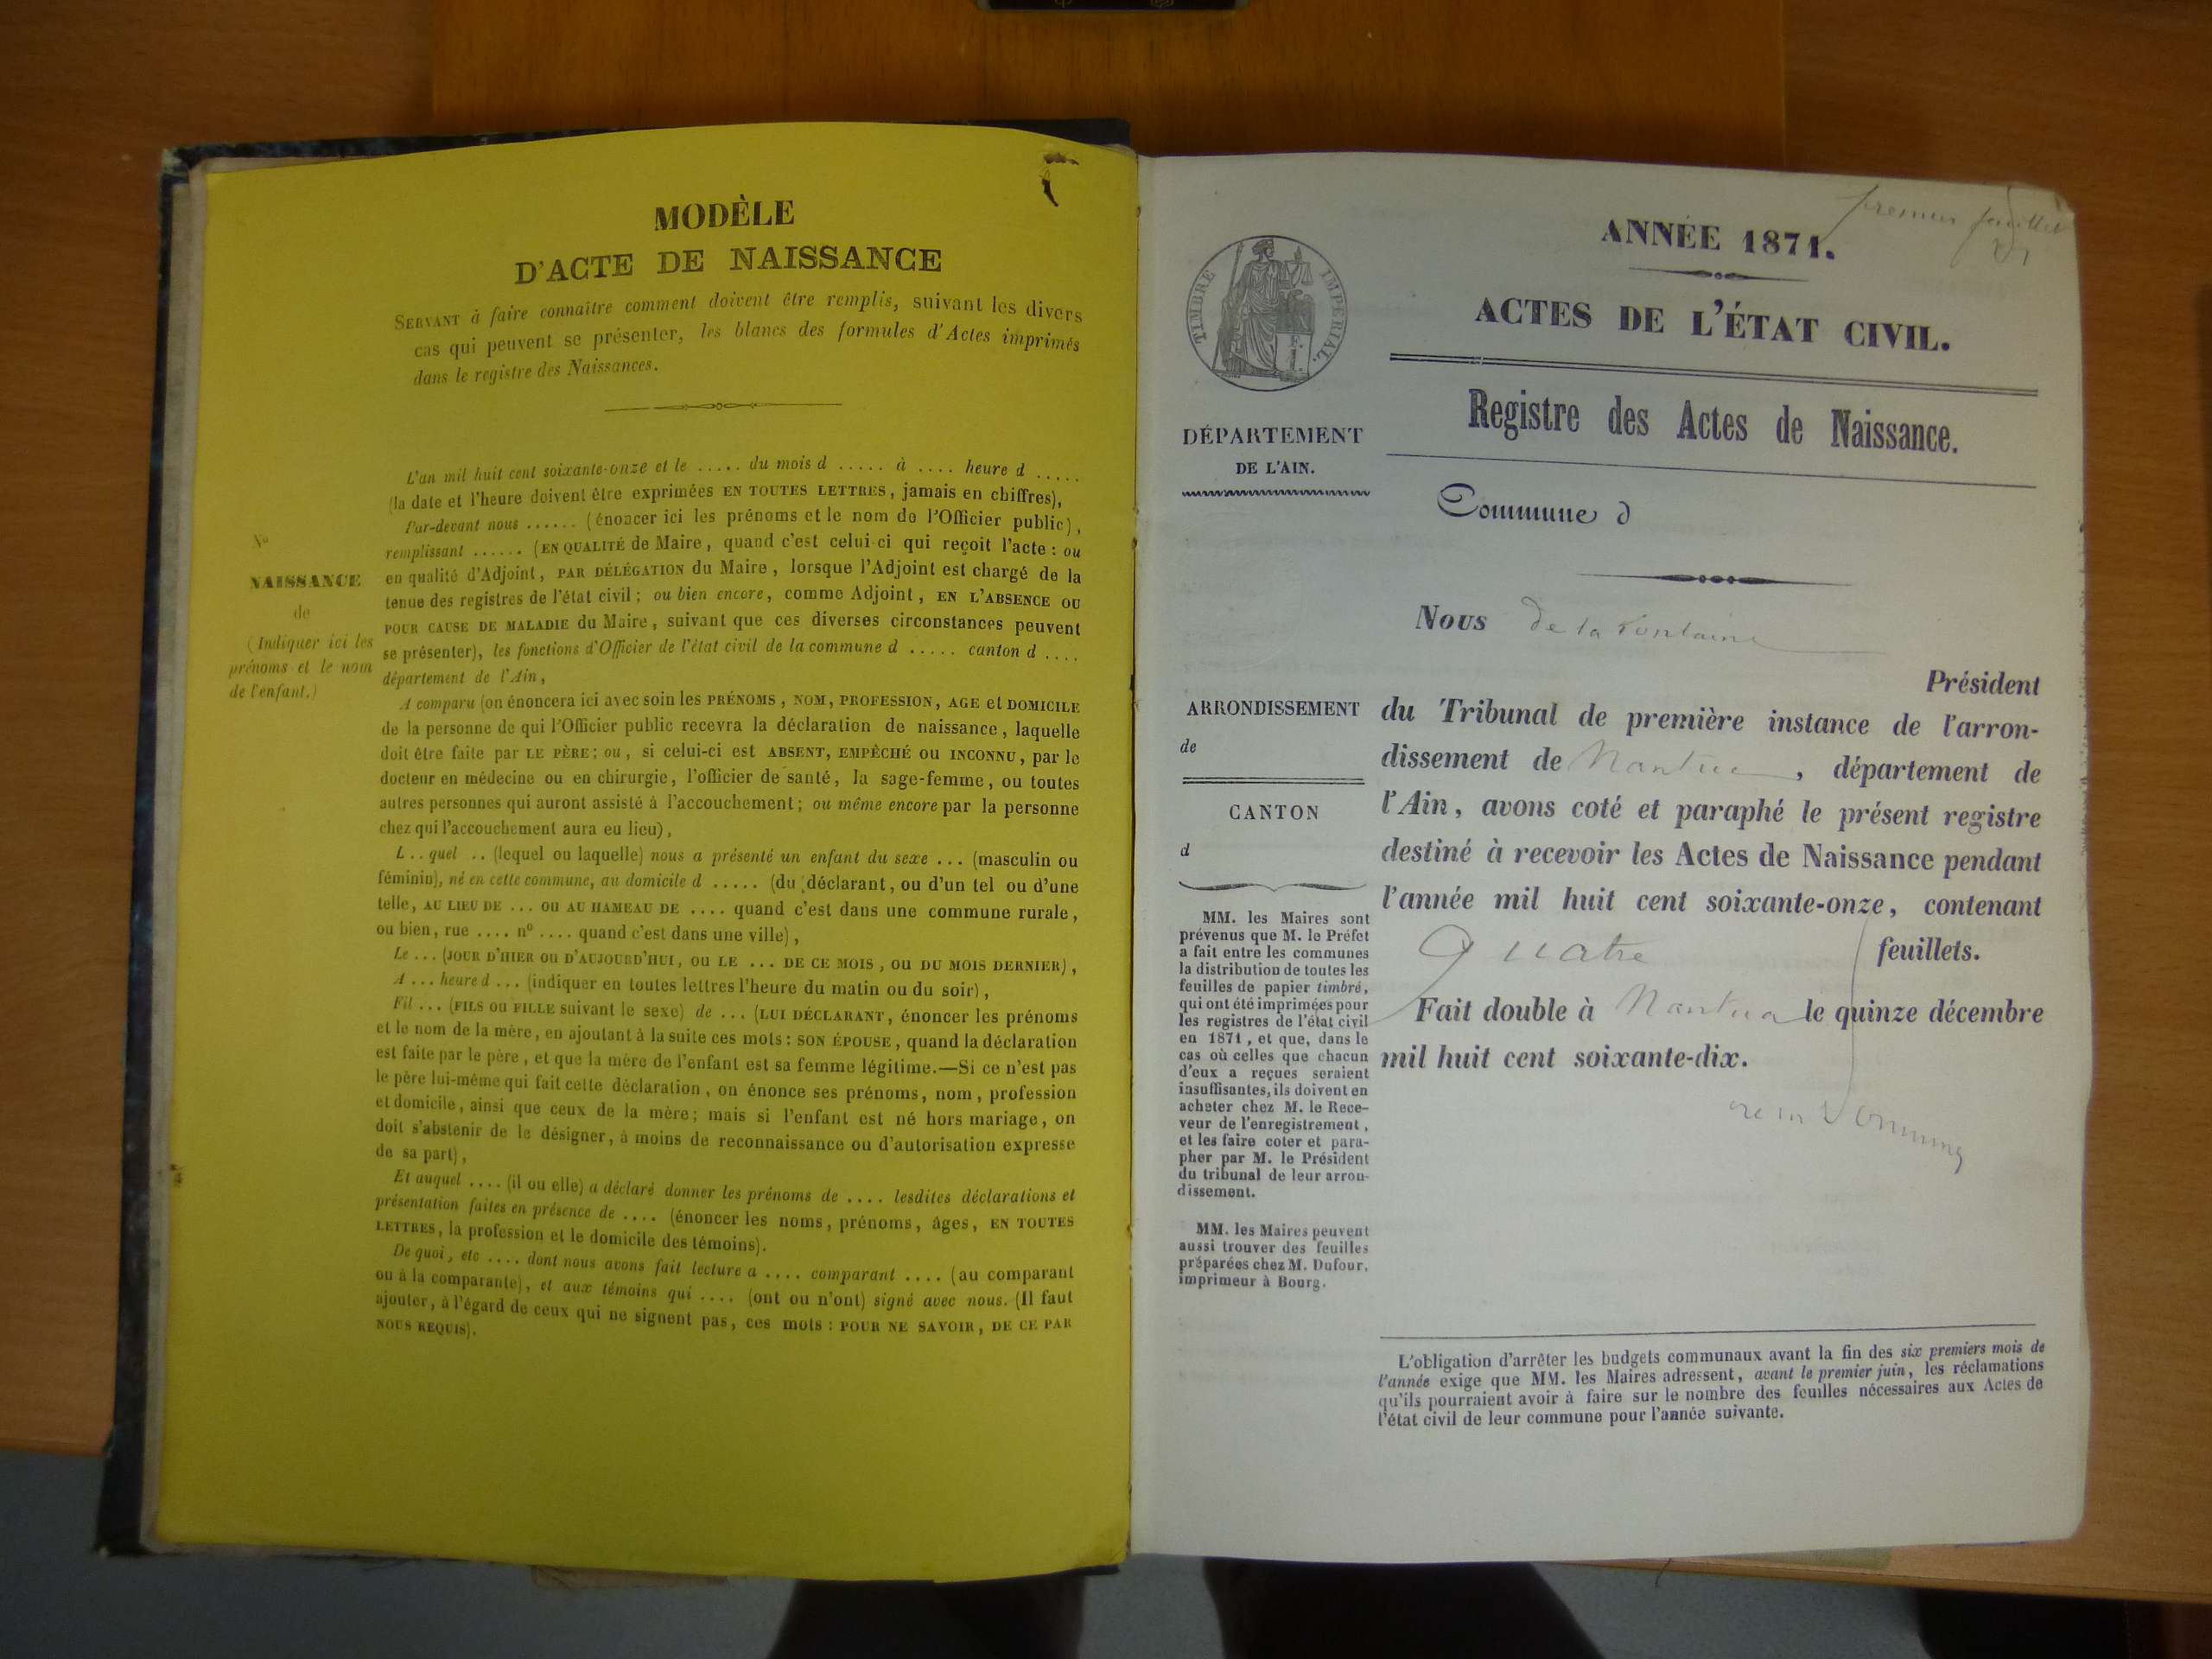 MODÈLE
D'ACTE DE NAISSANCE
SERVANT à faire connaître comment doivent être remplis, suivant les divers
cas qui peuvent se présenter, les blancs des formules d'Actes imprimés
dans le registre des Naissances.
L'an mil huit cent soixante-onze et le ..... du mois d ..... à .... heure d .....
(la date et l'heure doivent être exprimées EN TOUTES LETTRES, jamais en chiffres),
Par-devant nous ...... (énoncer ici les prénoms et le nom de l'Officier public),
remplissant ...... (EN QUALITÉ de Maire, quand c'est celui-ci qui reçoit l'acte : ou
en qualité d'Adjoint, PAR DÉLÉGATION du Maire, lorsque l'Adjoint est chargé de la
tenue des registres de l'état civil ; ou bien encore, comme Adjoint, EN L'ABSENCE OU
POUR CAUSE DE MALADIE du Maire, suivant que ces diverses circonstances peuvent
se présenter), les fonctions d'Officier de l'état civil de la commune d ..... canton d ....
département de l'Ain,
No
NAISSANCE
de
(Indiquer ici les
prénoms et le nom
de l'enfant.)
A comparu (on énoncera ici avec soin les PRÉNOMS, NOM, PROFESSION, AGE et DOMICILE
de la personne de qui l'Officier public recevra la déclaration de naissance, laquelle
doit être faite par LE PÈRE ; ou, si celui-ci est ABSENT, EMPÊCHÉ OU INCONNU, par le
docteur en médecine ou en chirurgie, l'officier de santé, la sage-femme, ou toutes
autres personnes qui auront assisté à l'accouchement ; ou même encore par la personne
chez qui l'accouchement aura eu lieu),
L .. quel .. (lequel ou laquelle) nous a présenté un enfant du sexe ... (masculin ou
féminin), né en cette commune, au domicile d ..... (du déclarant, ou d'un tel ou d'une
telle, AU LIEU DE ... OU AU HAMEAU DE .... quand c'est dans une commune rurale,
ou bien, rue .... no .... quand c'est dans une ville),
Le ... (JOUR D'HIER OU D'AUJOURD'HUI, OU LE ... DE CE MOIS, OU DU MOIS DERNIER),
A ... heure d ... (indiquer en toutes lettres l'heure du matin ou du soir),
Fil ... (FILS OU FILLE suivant le sexe) de ... (LUI DÉCLARANT, énoncer les prénoms
et le nom de la mère, en ajoutant à la suite ces mots : SON ÉPOUSE, quand la déclaration
est faite par le père, et que la mère de l'enfant est sa femme légitime.—Si ce n'est pas
le père lui-même qui fait cette déclaration, on énonce ses prénoms, nom, profession
et domicile, ainsi que ceux de la mère ; mais si l'enfant est né hors mariage, on
doit s'abstenir de le désigner, à moins de reconnaissance ou d'autorisation expresse
de sa part),
Et auquel .... (il ou elle) a déclaré donner les prénoms de .... lesdites déclarations et
présentation faites en présence de .... (énoncer les noms, prénoms, âges, EN TOUTES
LETTRES, la profession et le domicile des témoins).
De quoi, etc .... dont nous avons fait lecture a .... comparant .... (au comparant
ou à la comparante), et aux témoins qui .... (ont ou n'ont) signé avec nous. (Il faut
ajouter, à l'égard de ceux qui ne signent pas, ces mots : POUR NE SAVOIR, DE CE PAR
NOUS REQUIS).
premier feuillet
ANNÉE 1871.
TIMBRE IMPÉRIAL.
F.
1.
ACTES DE L'ÉTAT CIVIL.
Registre des Actes de Naissance.
DÉPARTEMENT
DE L'AIN.
Commune d
Nous de la Fontaine
Président
ARRONDISSEMENT
de
CANTON
d
du Tribunal de première instance de l'arron-
dissement de Nantua, département de
l'Ain, avons coté et paraphé le présent registre
destiné à recevoir les Actes de Naissance pendant
l'année mil huit cent soixante-onze, contenant
Quatre feuillets.
Fait double à Nantua le quinze décembre
mil huit cent soixante-dix.
MM. les Maires sont
prévenus que M. le Préfet
a fait entre les communes
la distribution de toutes les
feuilles de papier timbré,
qui ont été imprimées pour
les registres de l'état civil
en 1871, et que, dans le
cas où celles que chacun
d'eux a reçues seraient
insuffisantes, ils doivent en
acheter chez M. le Rece-
veur de l'enregistrement,
et les faire coter et para-
pher par M. le Président
du tribunal de leur arron-
dissement.
MM. les Maires peuvent
aussi trouver des feuilles
préparées chez M. Dufour,
imprimeur à Bourg.
L'obligation d'arrêter les budgets communaux avant la fin des six premiers mois de
l'année exige que MM. les Maires adressent, avant le premier juin, les réclamations
qu'ils pourraient avoir à faire sur le nombre des feuilles nécessaires aux Actes de
l'état civil de leur commune pour l'année suivante.